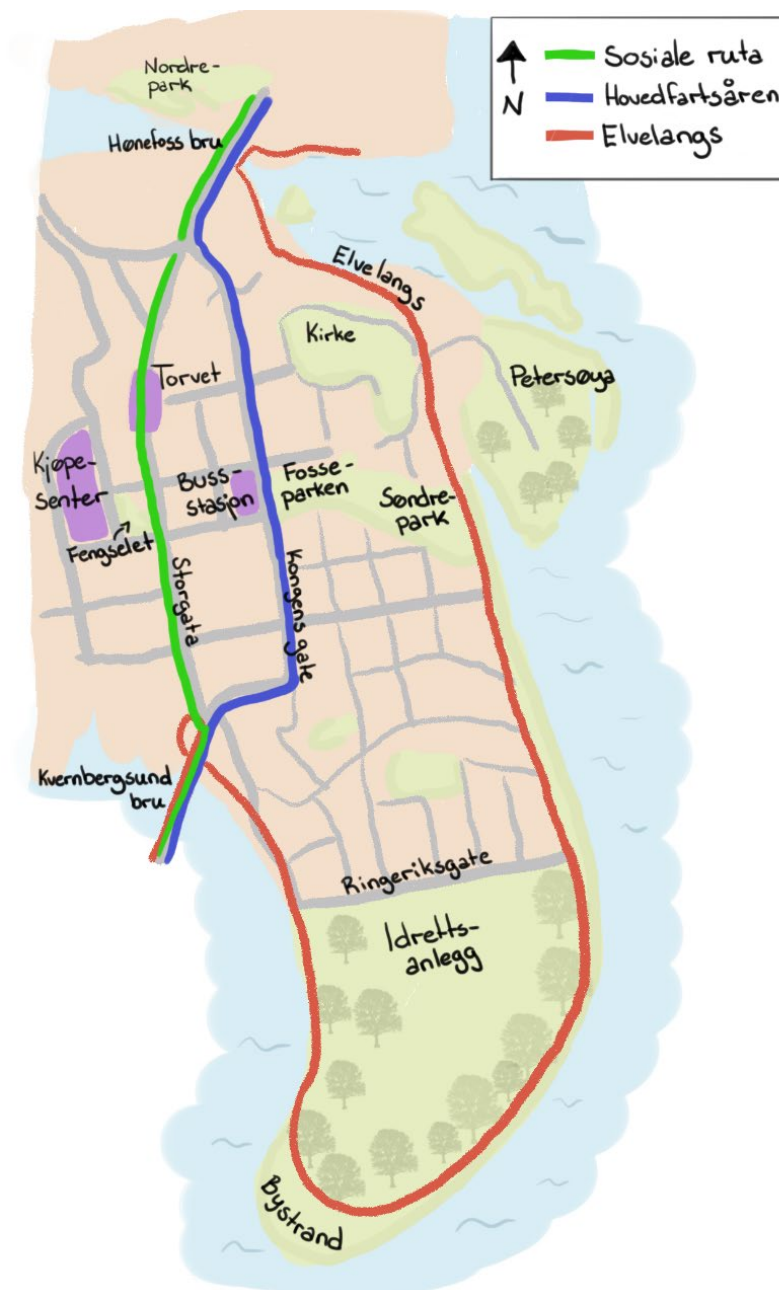 N
Sosiale ruta
Hovedfartsåren
Elvelangs
Nordre-
park
Hønefoss bru
Elvelangs
Kirke
Petersøya
Torvet
Kjøpe-
senter
Buss-
stasjon
Fosse-
parken
Søndre-
park
Fengselet
Storgata
Kongens gate
Kvernbergsund
bru
Ringeriksgate
Idretts-
anlegg
Bystrand